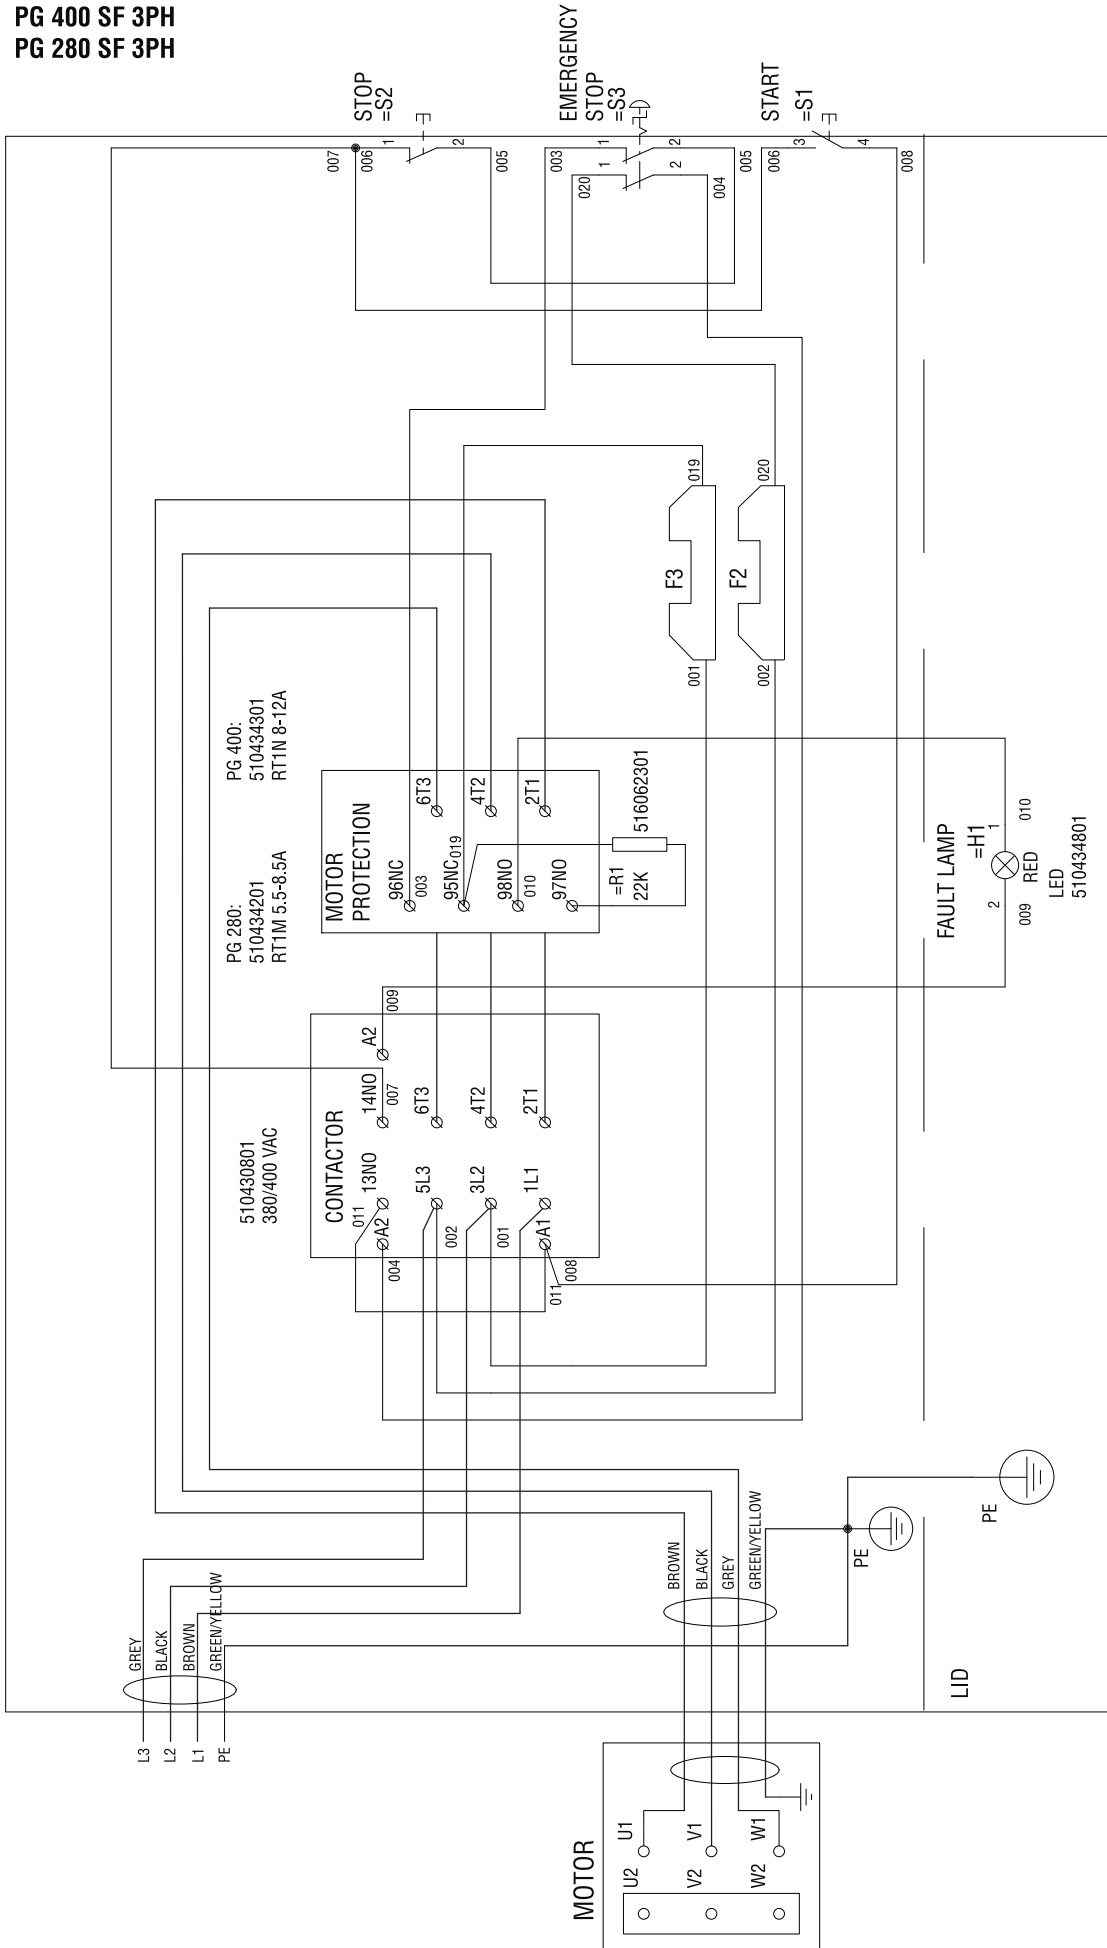 PG 400 SF 3PH
PG 280 SF 3PH
STOP
=S2
EMERGENCY
STOP
=S3
START
=S1
007
006
1
2
005
003
020
1
1
2
2
004
005
006
3
4
008
019
020
F3
F2
001
002
PG 400:
510434301
RT1N 8-12A
PG 280:
510434201
RT1M 5.5-8.5A
MOTOR
PROTECTION
6T3
4T2
2T1
96NC
003
95NC
019
98NO
010
97NO
=R1
22K
516062301
FAULT LAMP
=H1
1
010
2
009
RED
LED
510434801
510430801
380/400 VAC
CONTACTOR
A2
009
14NO
007
6T3
4T2
2T1
13NO
011
A2
004
5L3
002
3L2
001
1L1
A1
008
011
GREY
BLACK
BROWN
GREEN/YELLOW
L3
L2
L1
PE
BROWN
BLACK
GREY
GREEN/YELLOW
PE
PE
LID
MOTOR
U1
V1
W1
U2
V2
W2